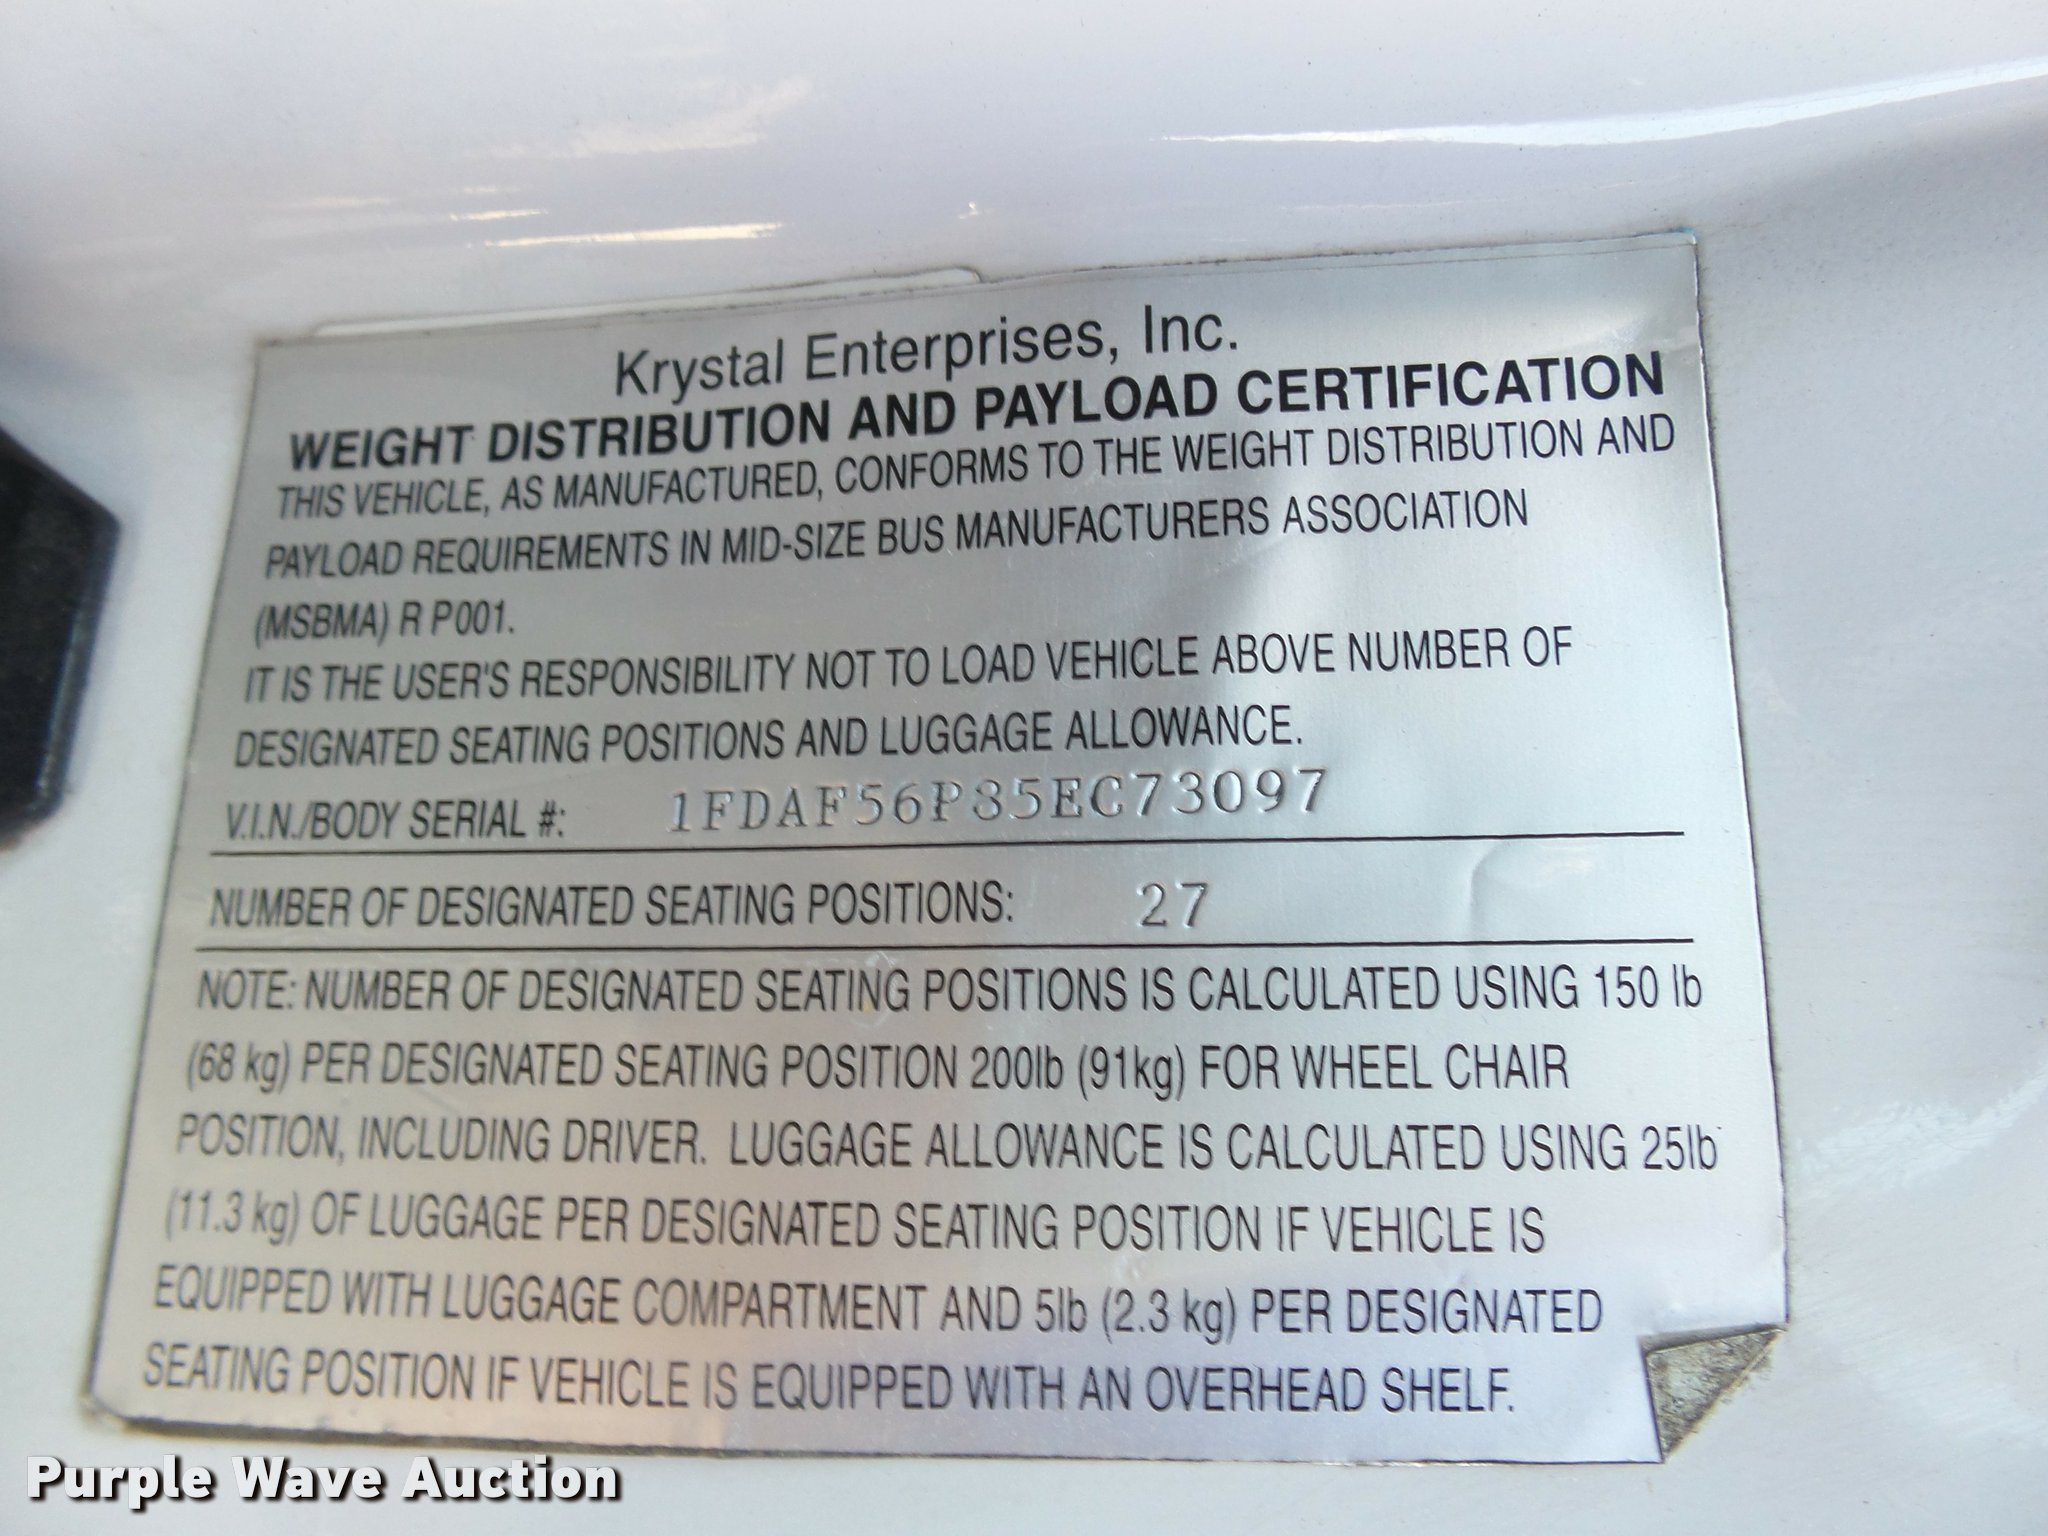 Krystal Enterprises, Inc.
WEIGHT DISTRIBUTION AND PAYLOAD CERTIFICATION
THIS VEHICLE, AS MANUFACTURED, CONFORMS TO THE WEIGHT DISTRIBUTION AND
PAYLOAD REQUIREMENTS IN MID-SIZE BUS MANUFACTURERS ASSOCIATION
(MSBMA) R P001.
IT IS THE USER'S RESPONSIBILITY NOT TO LOAD VEHICLE ABOVE NUMBER OF
DESIGNATED SEATING POSITIONS AND LUGGAGE ALLOWANCE.
V.I.N./BODY SERIAL #: 1FDAF56P85EC73097
NUMBER OF DESIGNATED SEATING POSITIONS: 27
NOTE: NUMBER OF DESIGNATED SEATING POSITIONS IS CALCULATED USING 150 lb
(68 kg) PER DESIGNATED SEATING POSITION 200lb (91kg) FOR WHEEL CHAIR
POSITION, INCLUDING DRIVER. LUGGAGE ALLOWANCE IS CALCULATED USING 25lb
(11.3 kg) OF LUGGAGE PER DESIGNATED SEATING POSITION IF VEHICLE IS
EQUIPPED WITH LUGGAGE COMPARTMENT AND 5lb (2.3 kg) PER DESIGNATED
SEATING POSITION IF VEHICLE IS EQUIPPED WITH AN OVERHEAD SHELF.
Purple Wave Auction